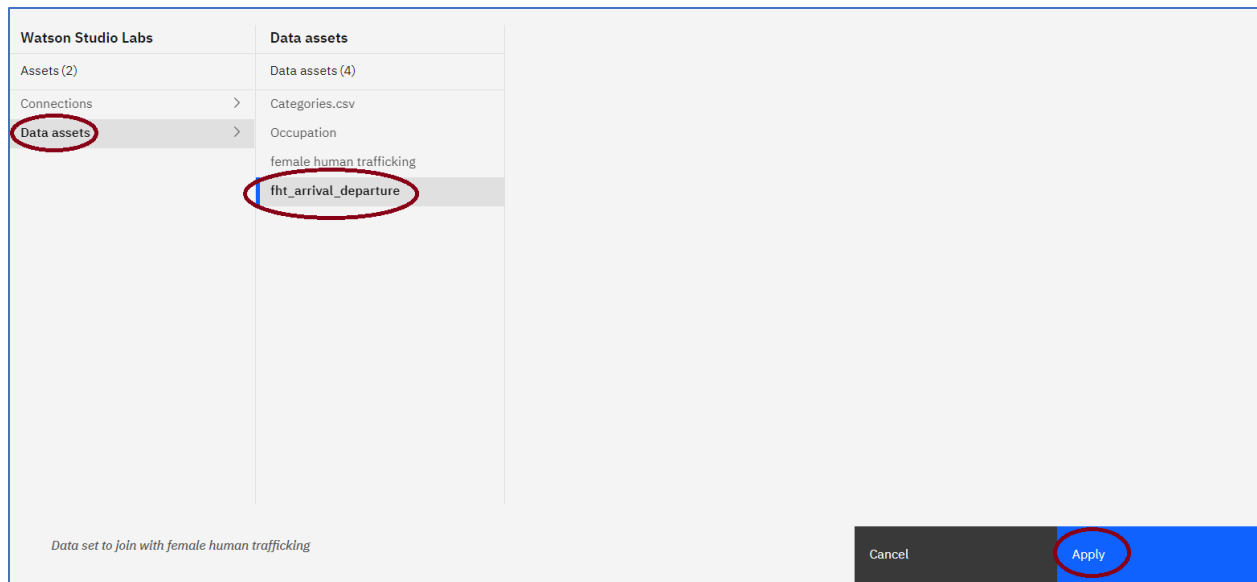 Watson Studio Labs
Assets (2)
Connections
Data assets
Data assets
Data assets (4)
Categories.csv
Occupation
female human trafficking
fht_arrival_departure
Data set to join with female human trafficking
Cancel
Apply